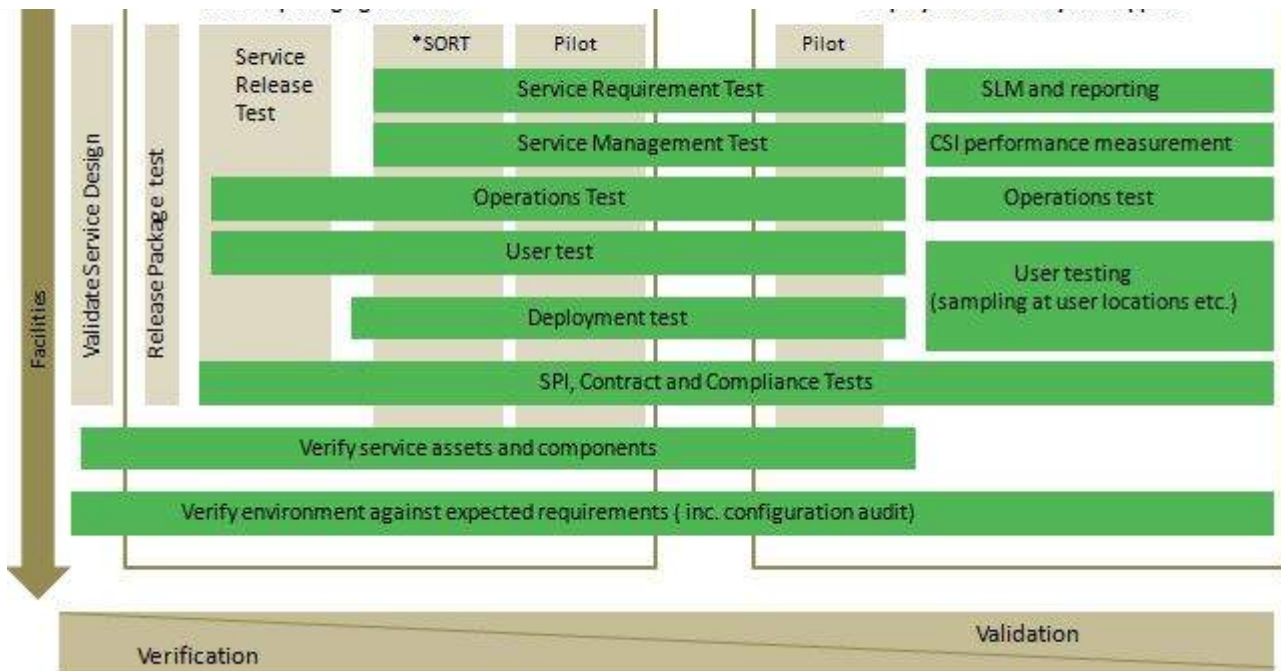 *SORT
Pilot
Pilot
Service
Release
Test
Service Requirement Test
SLM and reporting
Service Management Test
CSI performance measurement
Operations Test
Operations test
User test
User testing
(sampling at user locations etc.)
Deployment test
SPI, Contract and Compliance Tests
Facilities
Validate Service Design
Release Package test
Verify service assets and components
Verify environment against expected requirements ( inc. configuration audit)
Validation
Verification